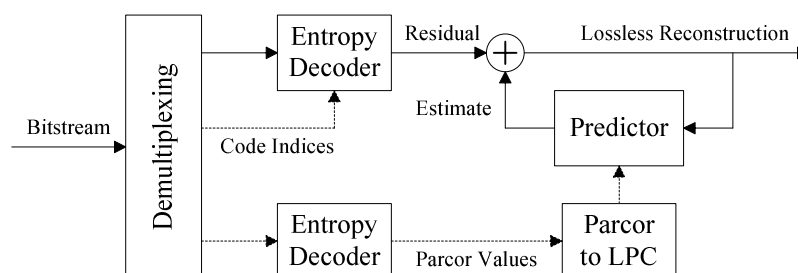 Entropy
Decoder
Residual
+
Lossless Reconstruction
Bitstream
Demultiplexing
Code Indices
Estimate
Predictor
Entropy
Decoder
Parcor Values
Parcor
to LPC